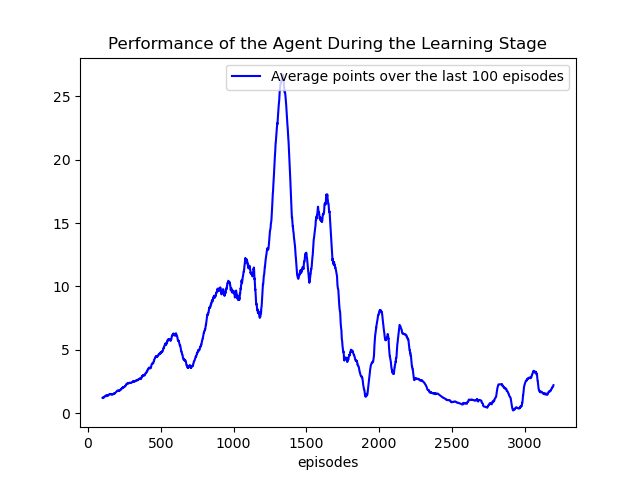 Performance of the Agent During the Learning Stage
Average points over the last 100 episodes
25
20
15
10
5
0
0 500 1000 1500 2000 2500 3000
episodes